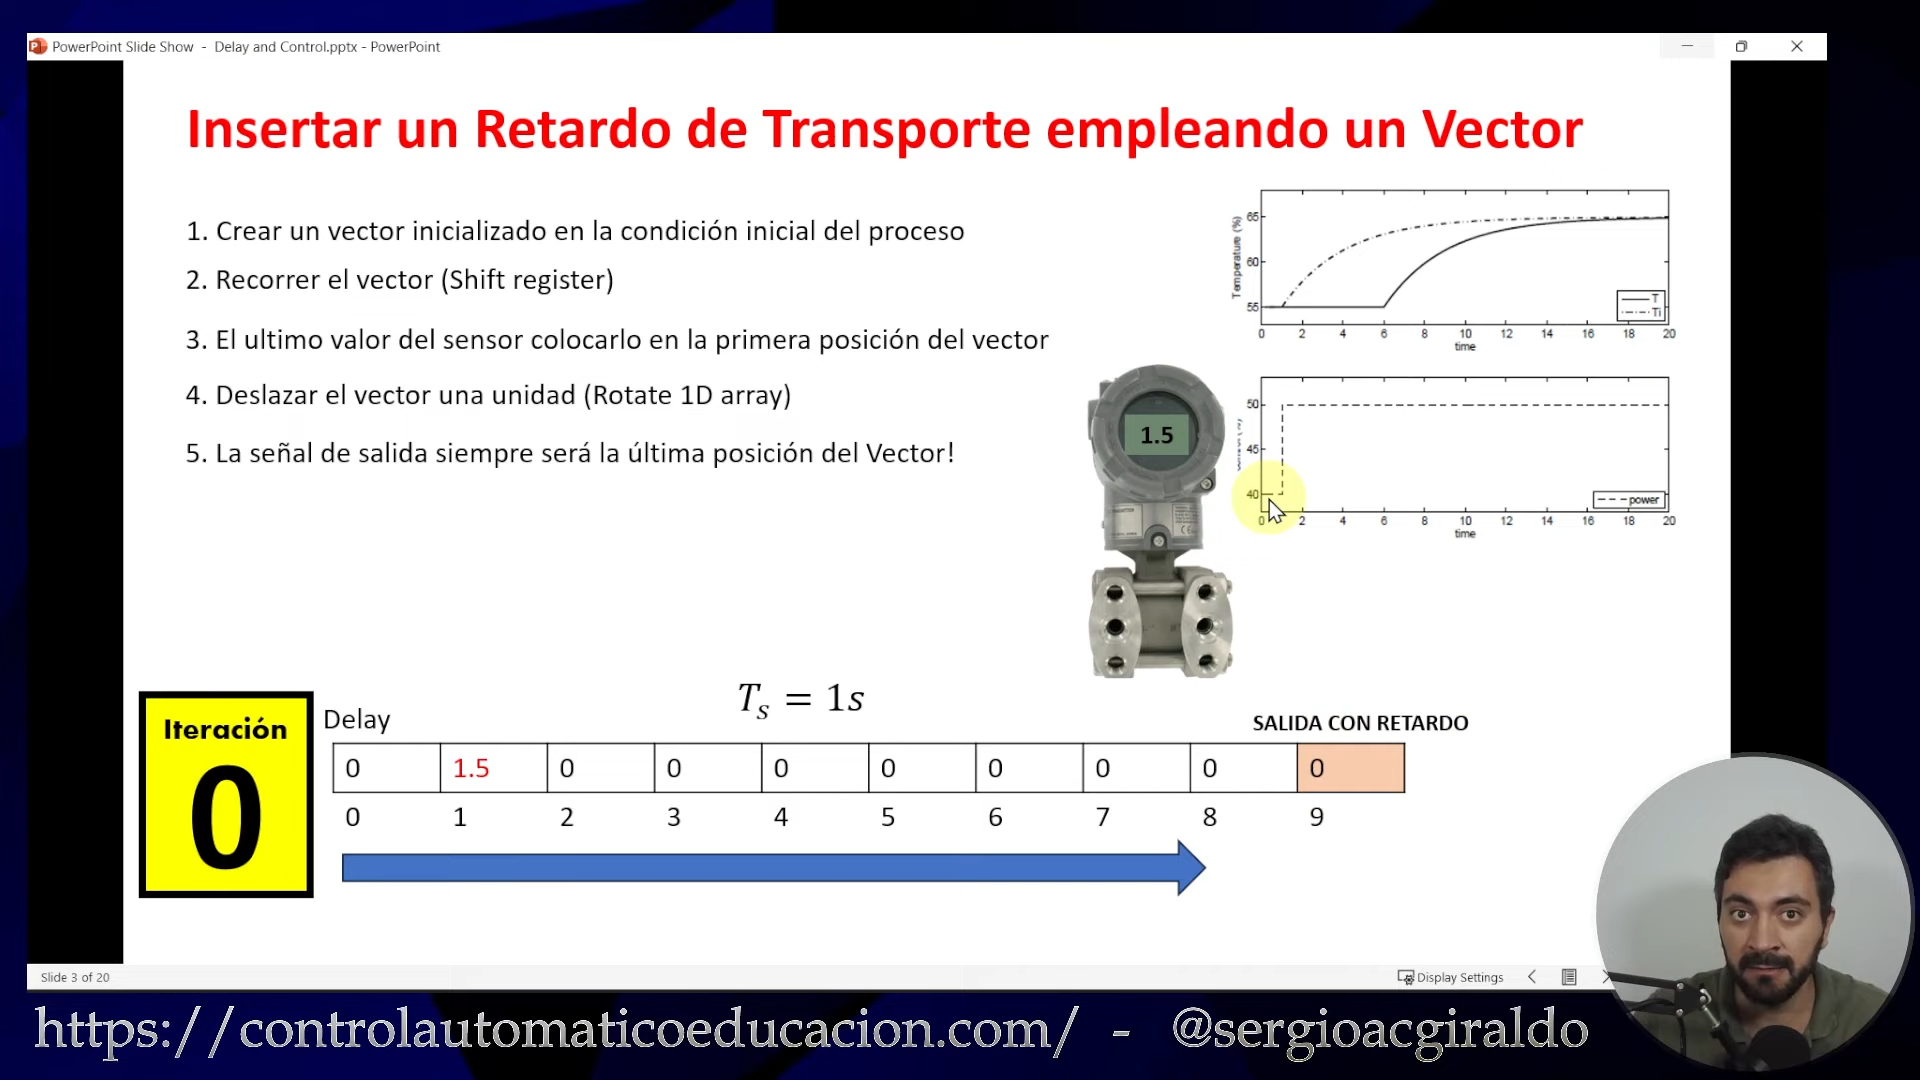 PowerPoint Slide Show - Delay and Control.pptx - PowerPoint
Insertar un Retardo de Transporte empleando un Vector
1. Crear un vector inicializado en la condición inicial del proceso
2. Recorrer el vector (Shift register)
3. El ultimo valor del sensor colocarlo en la primera posición del vector
4. Deslazar el vector una unidad (Rotate 1D array)
5. La señal de salida siempre será la última posición del Vector!
Temperature (%)
65
60
55
T
Ti
0 2 4 6 8 10 12 14 16 18 20
time
1.5
50
45
40
power
0 2 4 6 8 10 12 14 16 18 20
time
Tₛ = 1s
Iteración
0
Delay
SALIDA CON RETARDO
0 1.5 0 0 0 0 0 0 0 0
0 1 2 3 4 5 6 7 8 9
Slide 3 of 20
Display Settings
https://controlautomaticoeducacion.com/ - @sergioacgiraldo